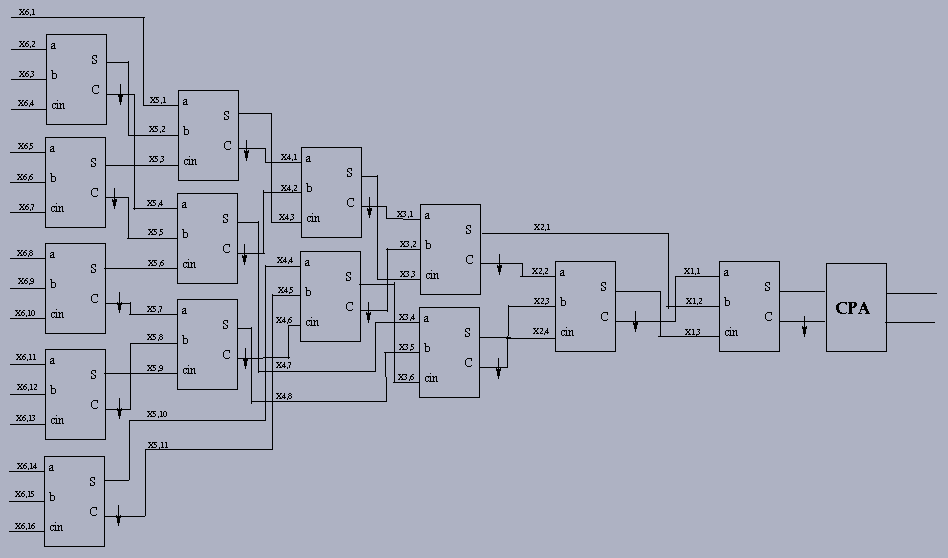 X6,1
X6,2
X6,3
X6,4
a
b
cin
S
C
X6,5
X6,6
X6,7
a
b
cin
S
C
X6,8
X6,9
X6,10
a
b
cin
S
C
X6,11
X6,12
X6,13
a
b
cin
S
C
X6,14
X6,15
X6,16
a
b
cin
S
C
X5,1
X5,2
X5,3
a
b
cin
S
C
X5,4
X5,5
X5,6
a
b
cin
S
C
X5,7
X5,8
X5,9
a
b
cin
S
C
X5,10
X5,11
X4,1
X4,2
X4,3
a
b
cin
S
C
X4,4
X4,5
X4,6
a
b
cin
S
C
X4,7
X4,8
X3,1
X3,2
X3,3
a
b
cin
S
C
X3,4
X3,5
X3,6
a
b
cin
S
C
X2,1
X2,2
X2,3
X2,4
a
b
cin
S
C
X1,1
X1,2
X1,3
a
b
cin
S
C
CPA